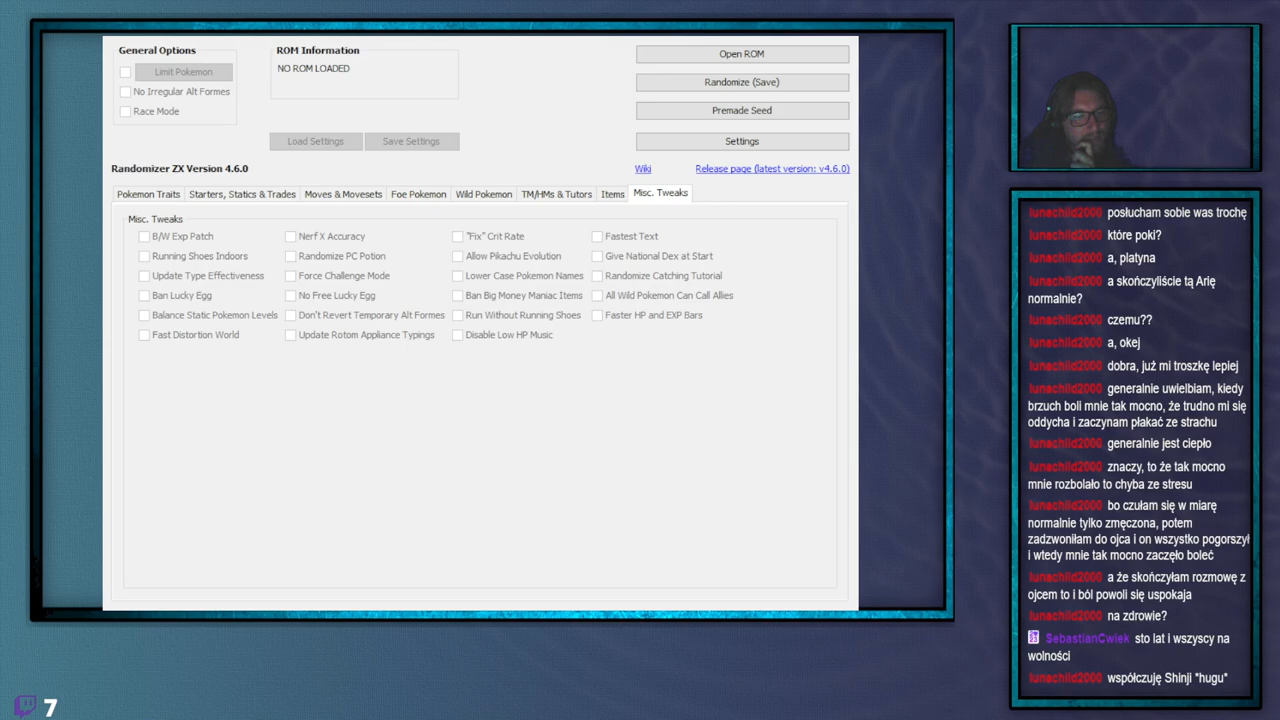 General Options
Limit Pokemon
No Irregular Alt Formes
Race Mode
ROM Information
NO ROM LOADED
Load Settings
Save Settings
Open ROM
Randomize (Save)
Premade Seed
Settings
Randomizer ZX Version 4.6.0
Wiki
Release page (latest version: v4.6.0)
Pokemon Traits
Starters, Statics & Trades
Moves & Movesets
Foe Pokemon
Wild Pokemon
TM/HMs & Tutors
Items
Misc. Tweaks
Misc. Tweaks
B/W Exp Patch
Nerf X Accuracy
"Fix" Crit Rate
Fastest Text
Running Shoes Indoors
Randomize PC Potion
Allow Pikachu Evolution
Give National Dex at Start
Update Type Effectiveness
Force Challenge Mode
Lower Case Pokemon Names
Randomize Catching Tutorial
Ban Lucky Egg
No Free Lucky Egg
Ban Big Money Maniac Items
All Wild Pokemon Can Call Allies
Balance Static Pokemon Levels
Don't Revert Temporary Alt Formes
Run Without Running Shoes
Faster HP and EXP Bars
Fast Distortion World
Update Rotom Appliance Typings
Disable Low HP Music
lunachild2000 posłucham sobie was trochę
lunachild2000 które poki?
lunachild2000 a, platyna
lunachild2000 a skończyliście tą Arię
normalnie?
lunachild2000 czemu??
lunachild2000 a, okej
lunachild2000 dobra, już mi troszkę lepiej
lunachild2000 generalnie uwielbiam, kiedy
brzuch boli mnie tak mocno, że trudno mi się
oddycha i zaczynam płakać ze strachu
lunachild2000 generalnie jest ciepło
lunachild2000 znaczy, to że tak mocno
mnie rozbolało to chyba ze stresu
lunachild2000 bo czułam się w miarę
normalnie tylko zmęczona, potem
zadzwoniłam do ojca i on wszystko pogorszył
i wtedy mnie tak mocno zaczęło boleć
lunachild2000 a że skończyłam rozmowę z
ojcem to i ból powoli się uspokaja
lunachild2000 na zdrowie?
SebastianCwiek sto lat i wszyscy na
wolności
lunachild2000 współczuję Shinji "hugu"
7